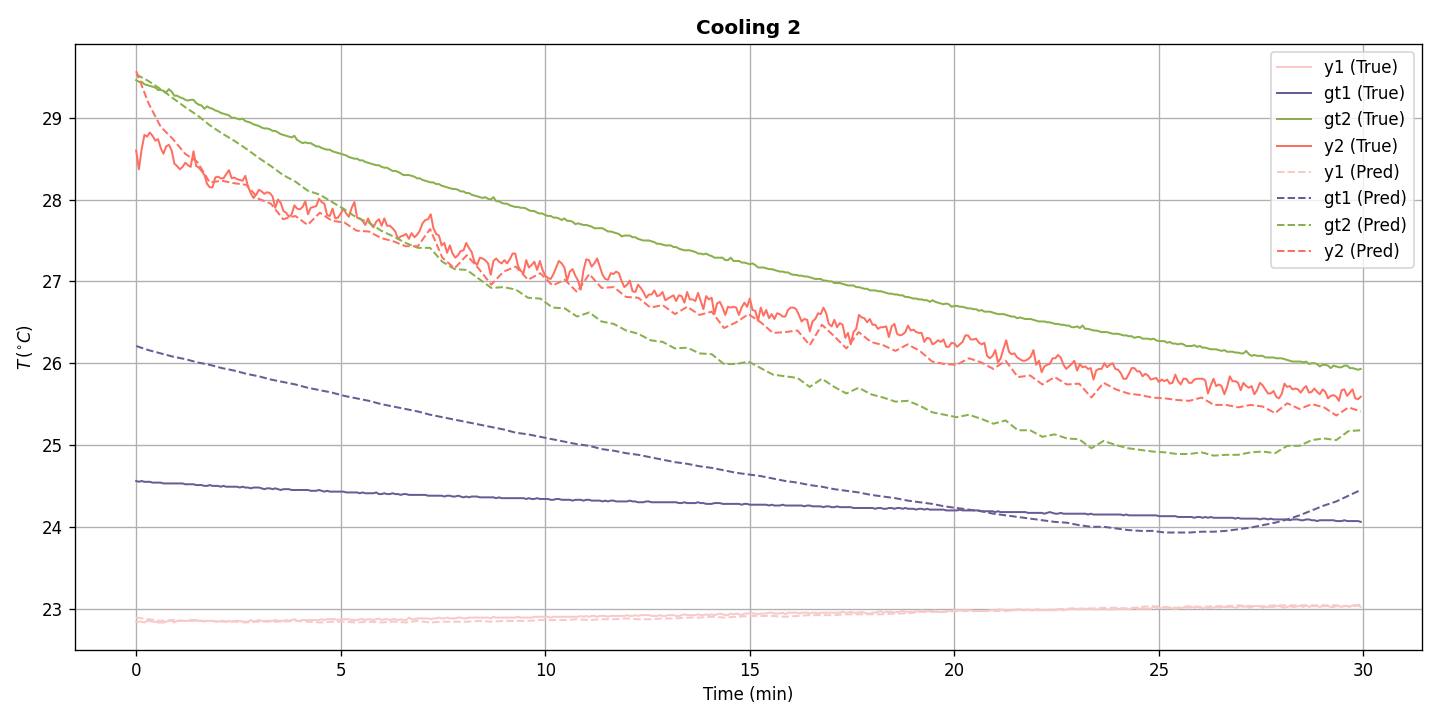 Cooling 2
y1 (True)
gt1 (True)
gt2 (True)
y2 (True)
y1 (Pred)
gt1 (Pred)
gt2 (Pred)
y2 (Pred)
T(°C)
29
28
27
26
25
24
23
0 5 10 15 20 25 30
Time (min)